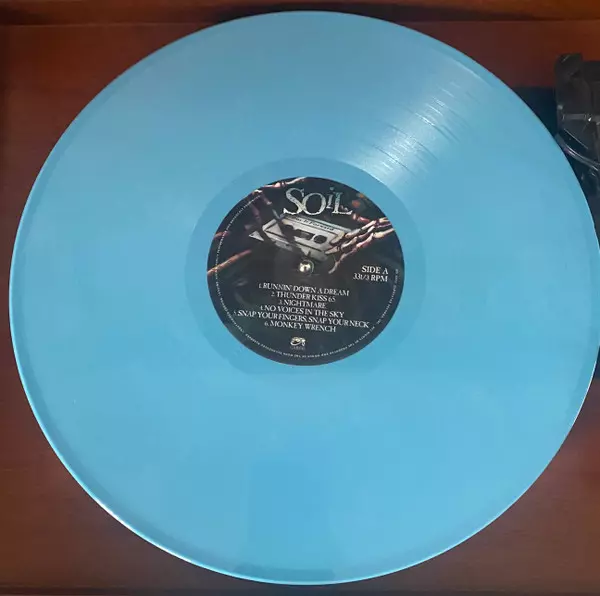 SOiL
SIDE A
33 1/3 RPM
1. RUNNIN' DOWN A DREAM
2. THUNDER KISS 65
3. NIGHTMARE
4. NO VOICES IN THE SKY
5. SNAP YOUR FINGERS, SNAP YOUR NECK
6. MONKEY WRENCH